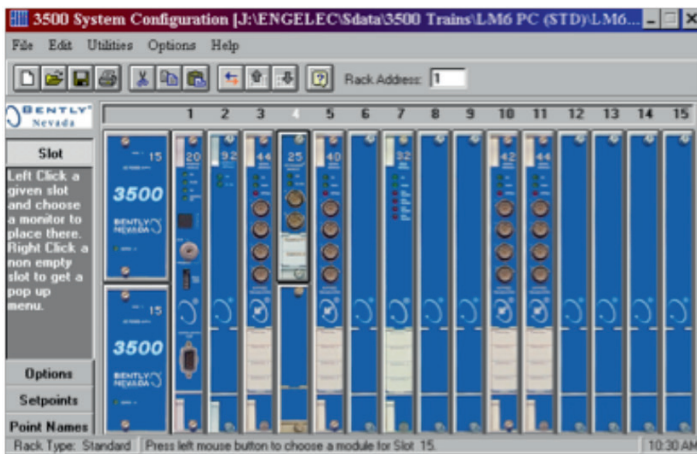 3500 System Configuration [J:\ENGELEC\Sdata\3500 Trains\LM6 PC (STD)\LM6...
File Edit Utilities Options Help
Rack Address: 1
BENTLY
Nevada
1 2 3 4 5 6 7 8 9 10 11 12 13 14 15
Slot
Left Click a
given slot
and choose
a monitor to
place there.
Right Click a
non empty
slot to get a
pop up
menu.
15 20 92 44 25 40 32 42 44
3500
BENTLY
NEVADA
15
3500
BENTLY
NEVADA
Options
Setpoints
Point Names
Rack Type: Standard Press left mouse button to choose a module for Slot 15. 10:30 AM